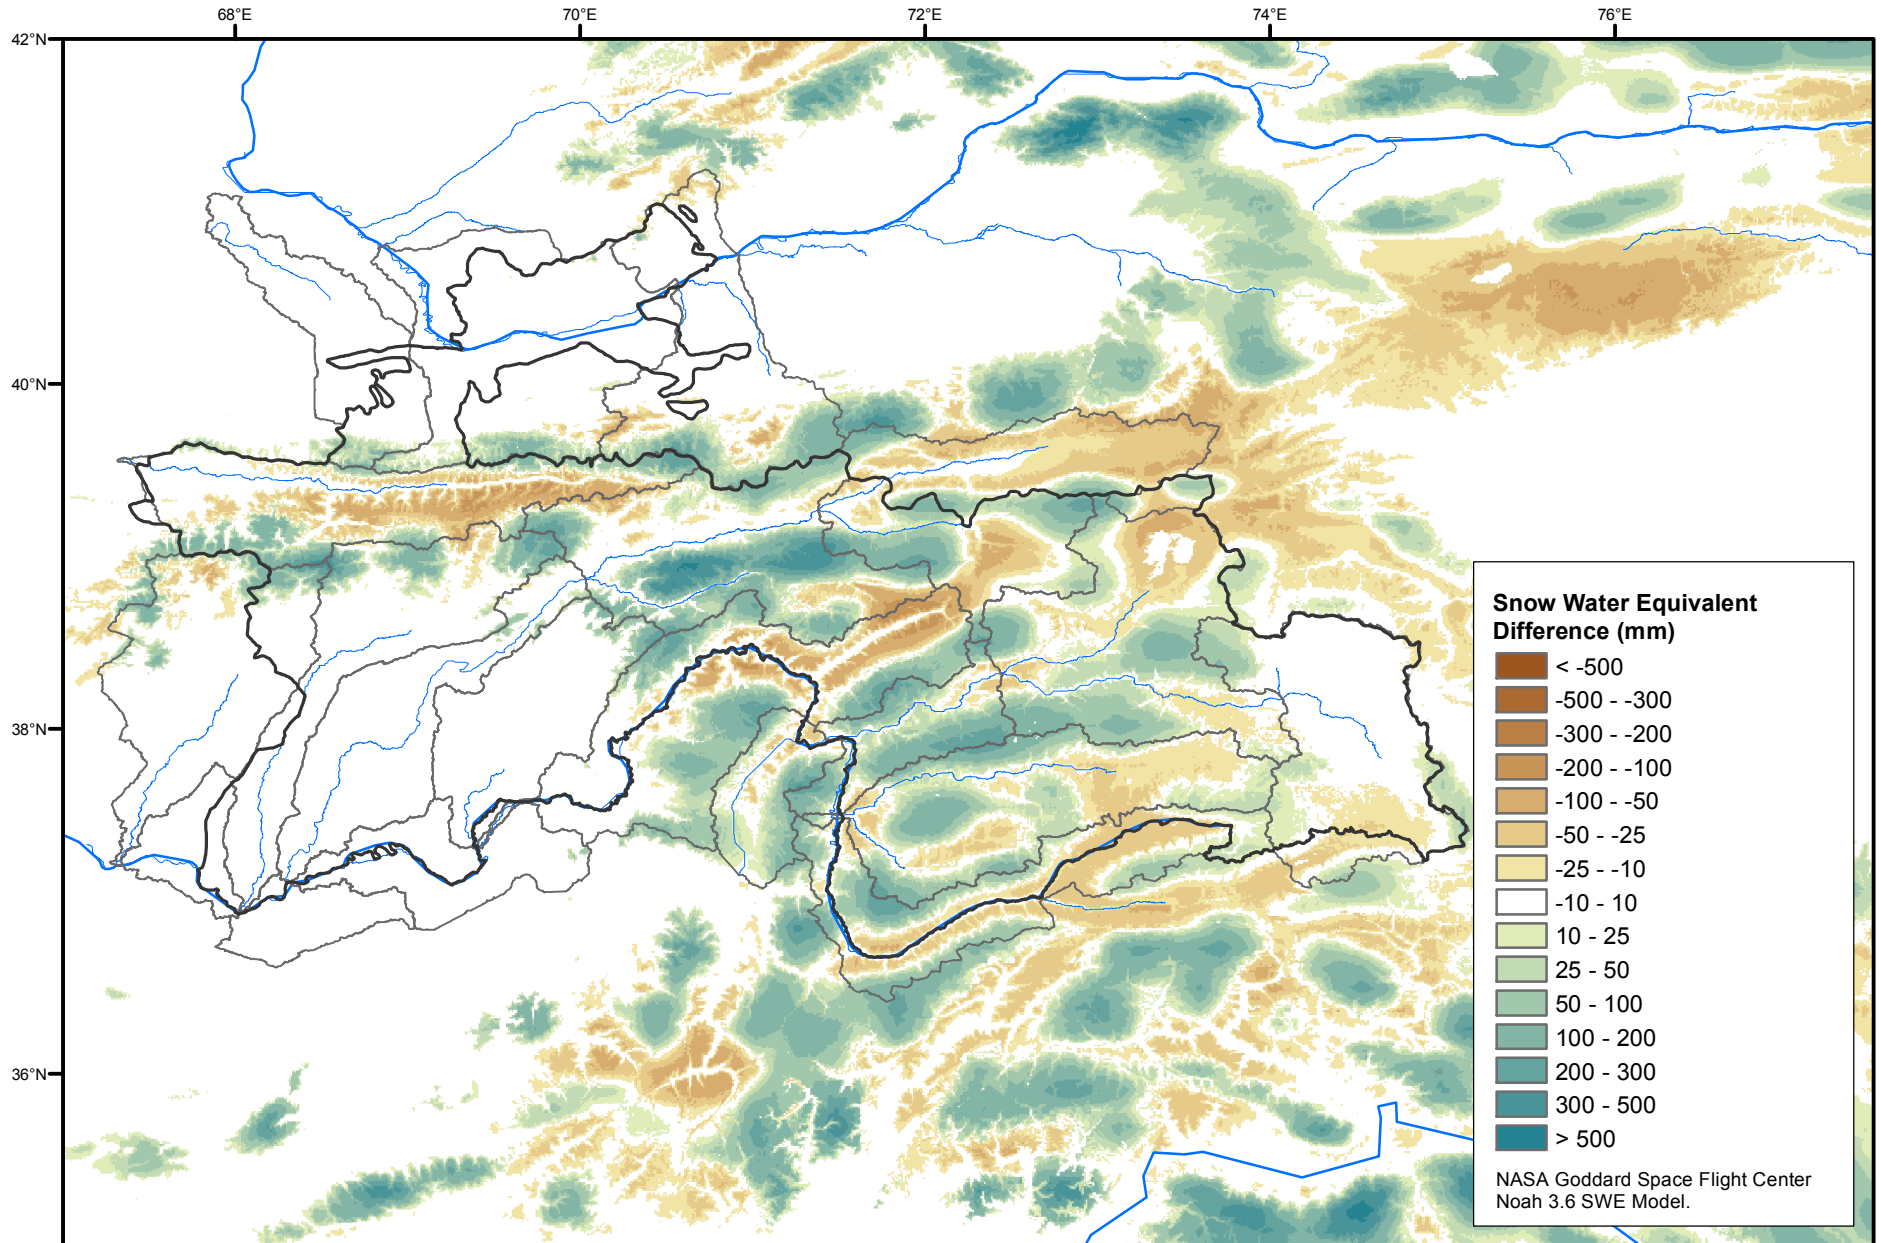 68°E 70°E 72°E 74°E 76°E
42°N
40°N
38°N
36°N
Snow Water Equivalent
Difference (mm)
< -500
-500 - -300
-300 - -200
-200 - -100
-100 - -50
-50 - -25
-25 - -10
-10 - 10
10 - 25
25 - 50
50 - 100
100 - 200
200 - 300
300 - 500
> 500
NASA Goddard Space Flight Center
Noah 3.6 SWE Model.